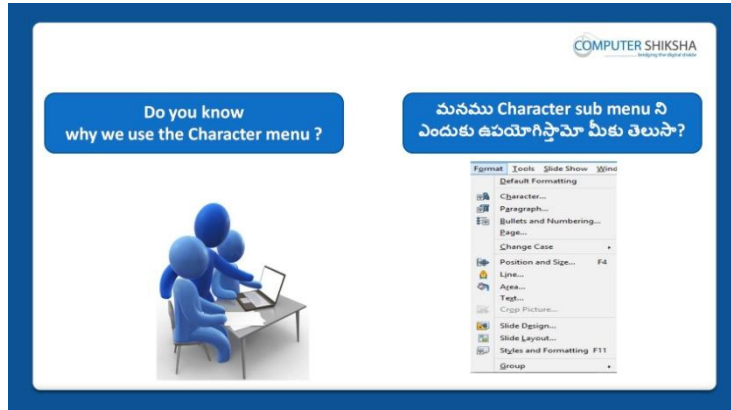 COMPUTER SHIKSHA
bridging the digital divide
Do you know
why we use the Character menu ?
మనము Character sub menu ని
ఎందుకు ఉపయోగిస్తామో మీకు తెలుసా?
Format Tools Slide Show Wind
Default Formatting
Character...
Paragraph...
Bullets and Numbering...
Page...
Change Case
Position and Size... F4
Line...
Area...
Text...
Crop Picture...
Slide Design...
Slide Layout...
Styles and Formatting F11
Group